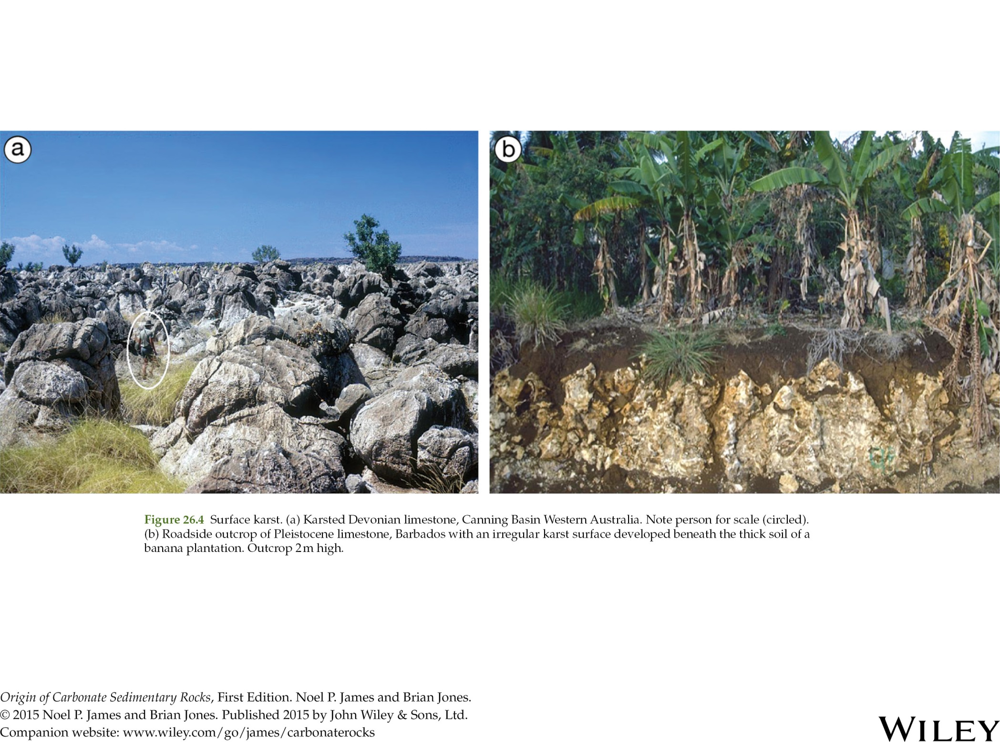 a
b
Figure 26.4 Surface karst. (a) Karsted Devonian limestone, Canning Basin Western Australia. Note person for scale (circled).
(b) Roadside outcrop of Pleistocene limestone, Barbados with an irregular karst surface developed beneath the thick soil of a
banana plantation. Outcrop 2 m high.
Origin of Carbonate Sedimentary Rocks, First Edition. Noel P. James and Brian Jones.
© 2015 Noel P. James and Brian Jones. Published 2015 by John Wiley & Sons, Ltd.
Companion website: www.wiley.com/go/james/carbonaterocks
WILEY